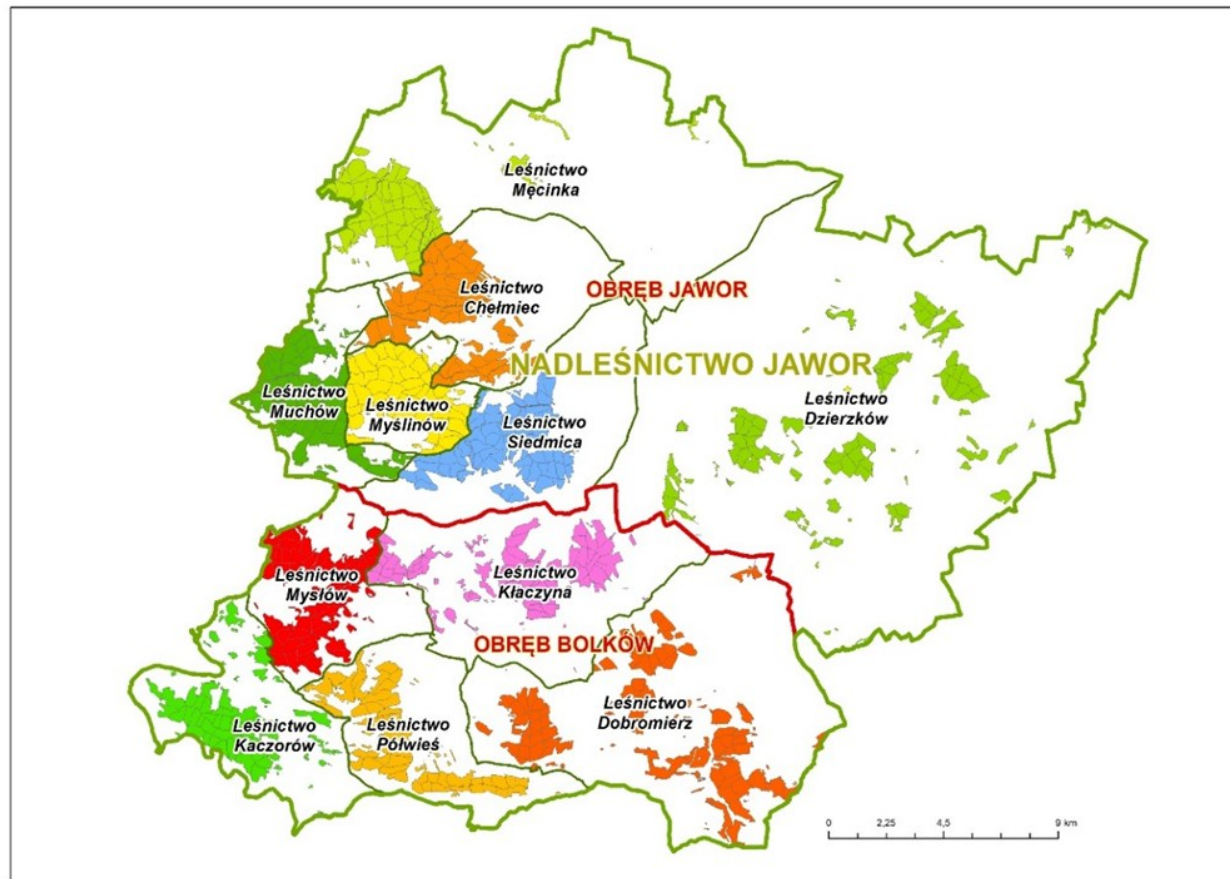 Leśnictwo
Męcinka
Leśnictwo
Chełmiec
OBRĘB JAWOR
NADLEŚNICTWO JAWOR
Leśnictwo
Muchów
Leśnictwo
Myślinów
Leśnictwo
Siedmica
Leśnictwo
Dzierzków
Leśnictwo
Mysłów
Leśnictwo
Kłaczyna
OBRĘB BOLKÓW
Leśnictwo
Kaczorów
Leśnictwo
Półwieś
Leśnictwo
Dobromierz
0 2,25 4,5 9 km